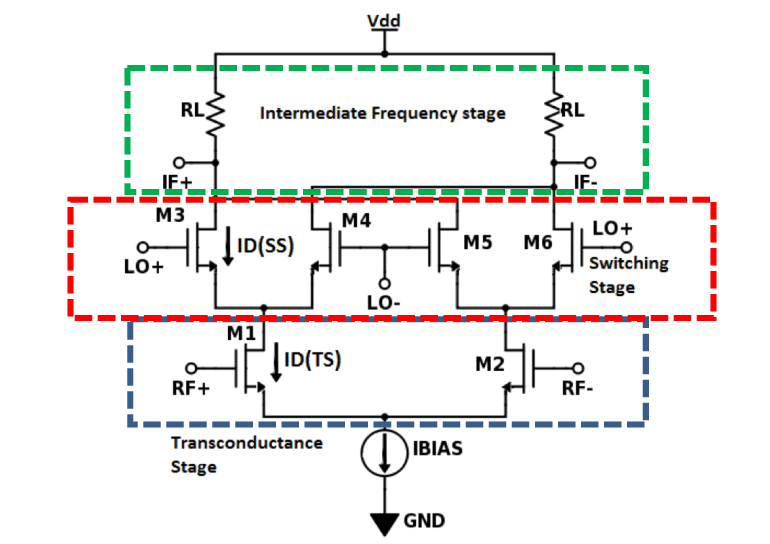 Vdd
RL
Intermediate Frequency stage
RL
IF+
IF-
M3
M4
M5
M6
LO+
ID(SS)
LO+
LO-
Switching
Stage
M1
ID(TS)
M2
RF+
RF-
Transconductance
Stage
IBIAS
GND